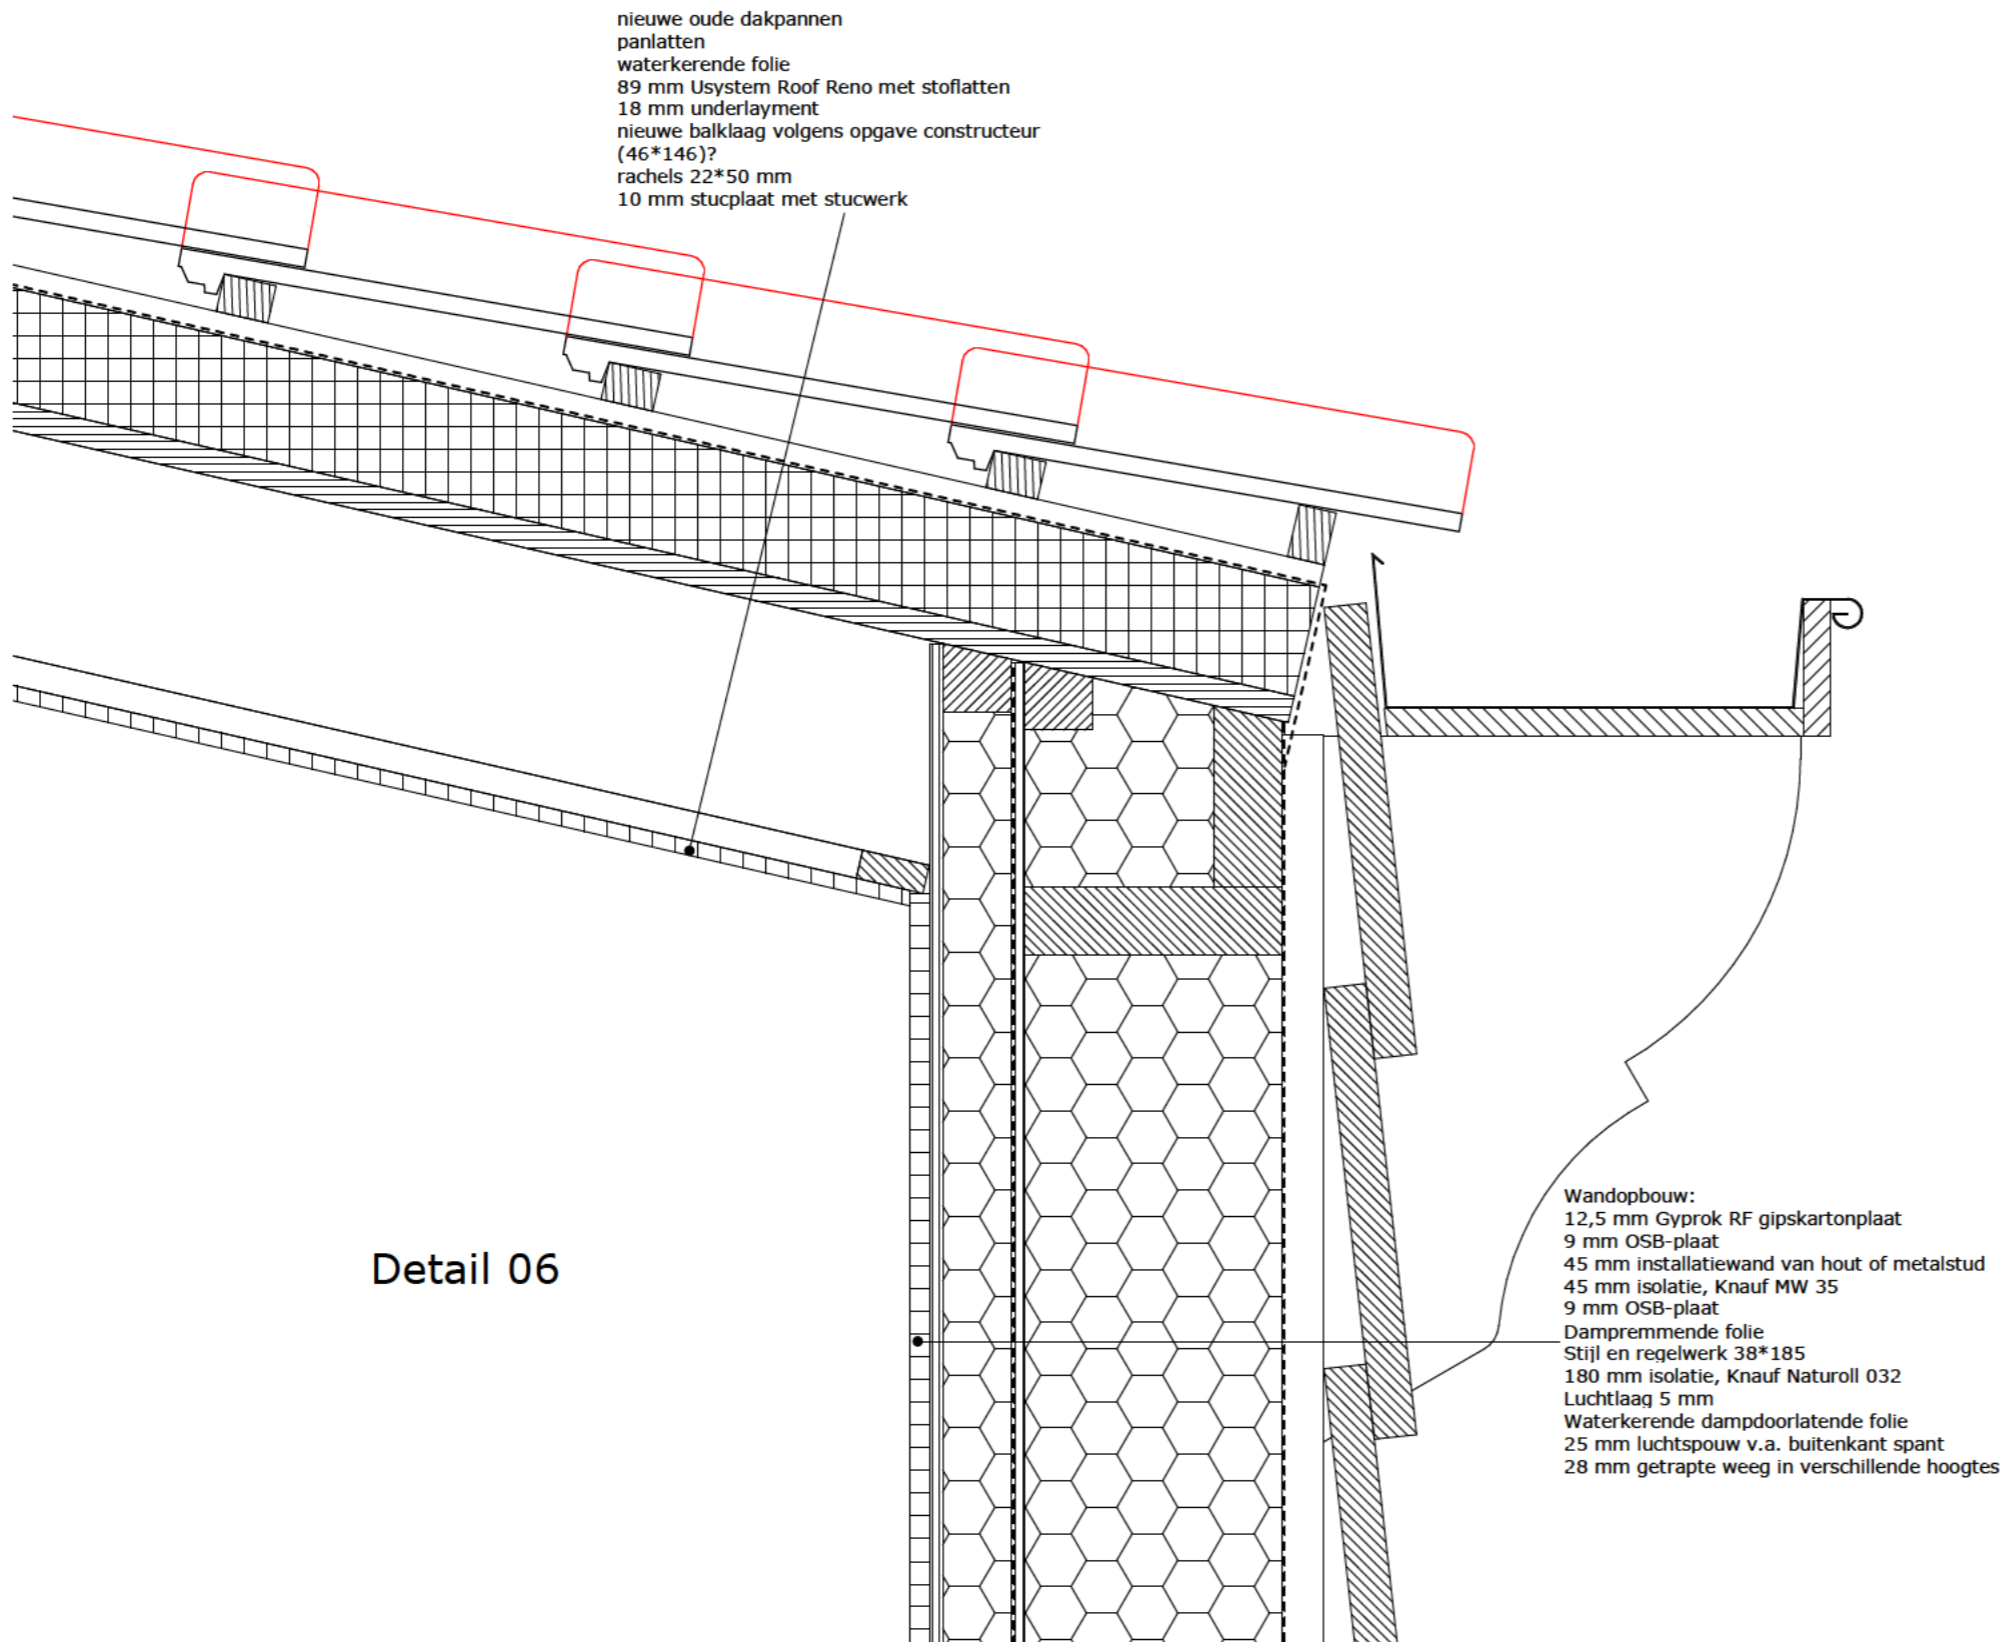 nieuwe oude dakpannen
panlatten
waterkerende folie
89 mm Usystem Roof Reno met stoflatten
18 mm underlayment
nieuwe balklaag volgens opgave constructeur
(46*146)?
rachels 22*50 mm
10 mm stucplaat met stucwerk
Detail 06
Wandopbouw:
12,5 mm Gyprok RF gipskartonplaat
9 mm OSB-plaat
45 mm installatiewand van hout of metalstud
45 mm isolatie, Knauf MW 35
9 mm OSB-plaat
Dampremmende folie
Stijl en regelwerk 38*185
180 mm isolatie, Knauf Naturoll 032
Luchtlaag 5 mm
Waterkerende dampdoorlatende folie
25 mm luchtspouw v.a. buitenkant spant
28 mm getrapte weeg in verschillende hoogtes